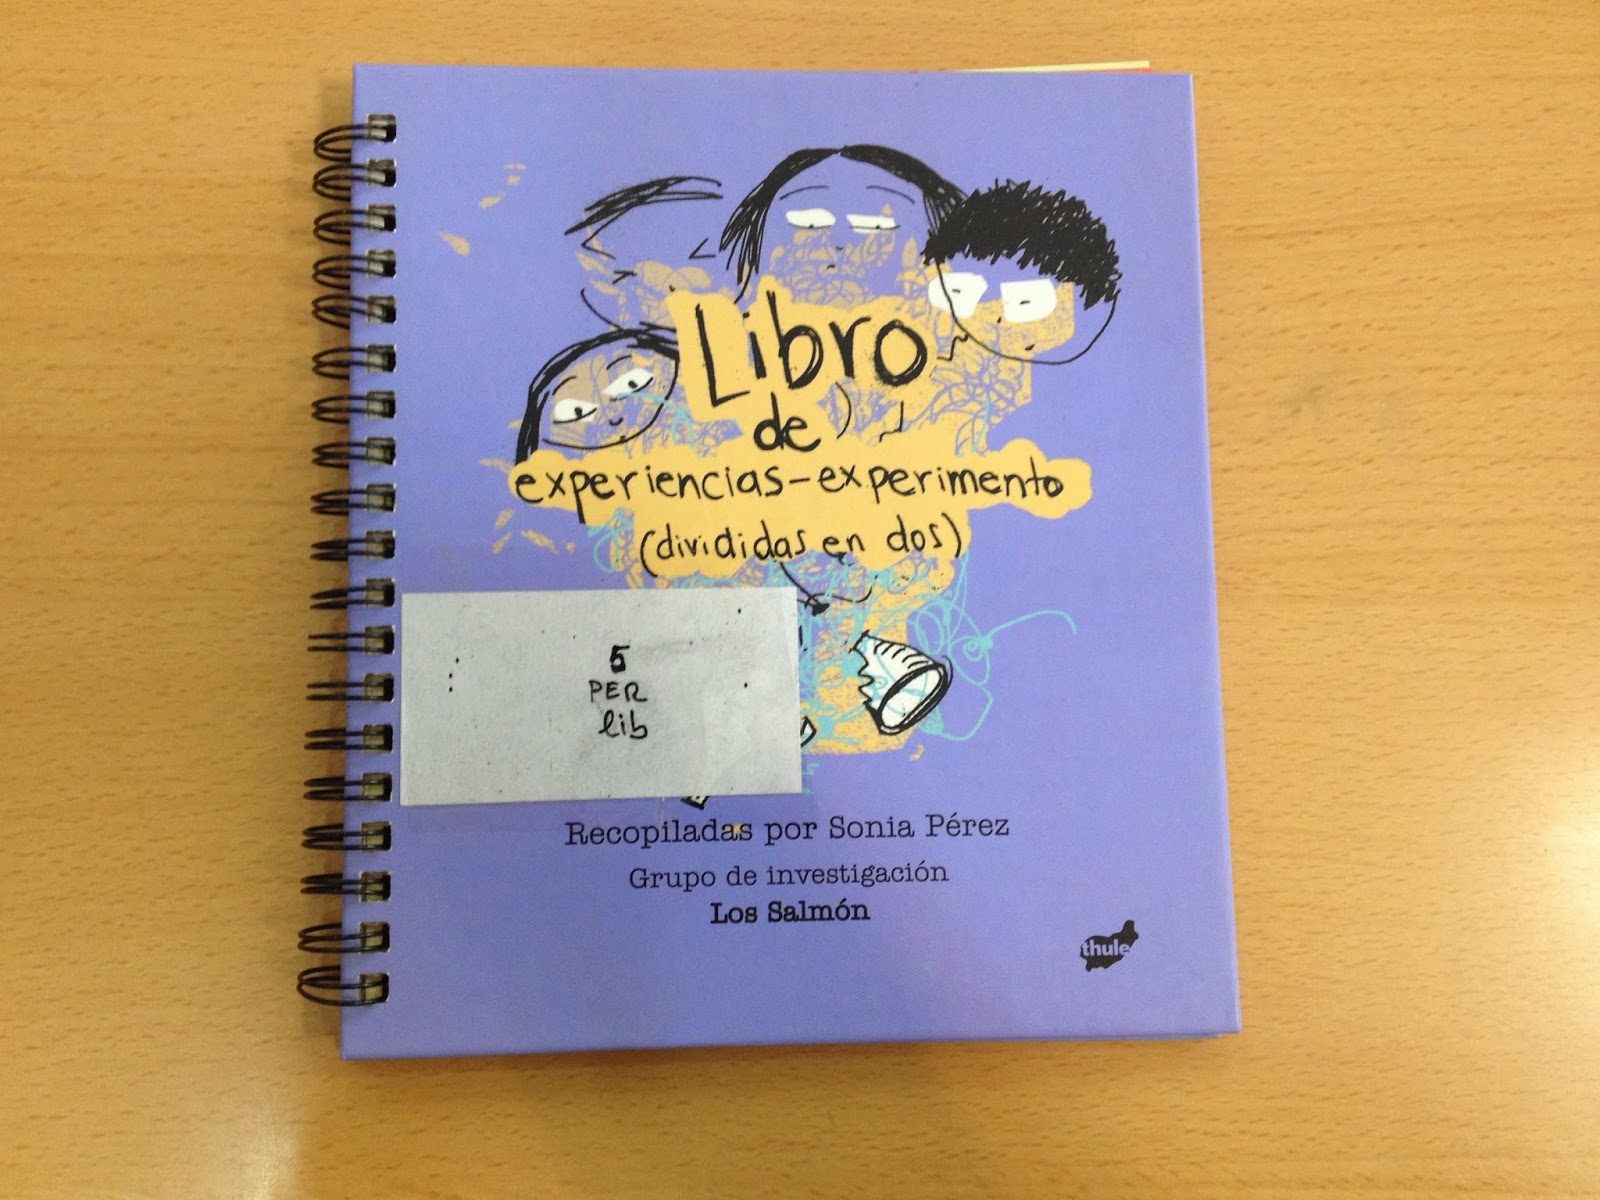 Libro
de
experiencias-experimento
(divididas en dos)
5
PER
lib
Recopiladas por Sonia Pérez
Grupo de investigación
Los Salmón
thule